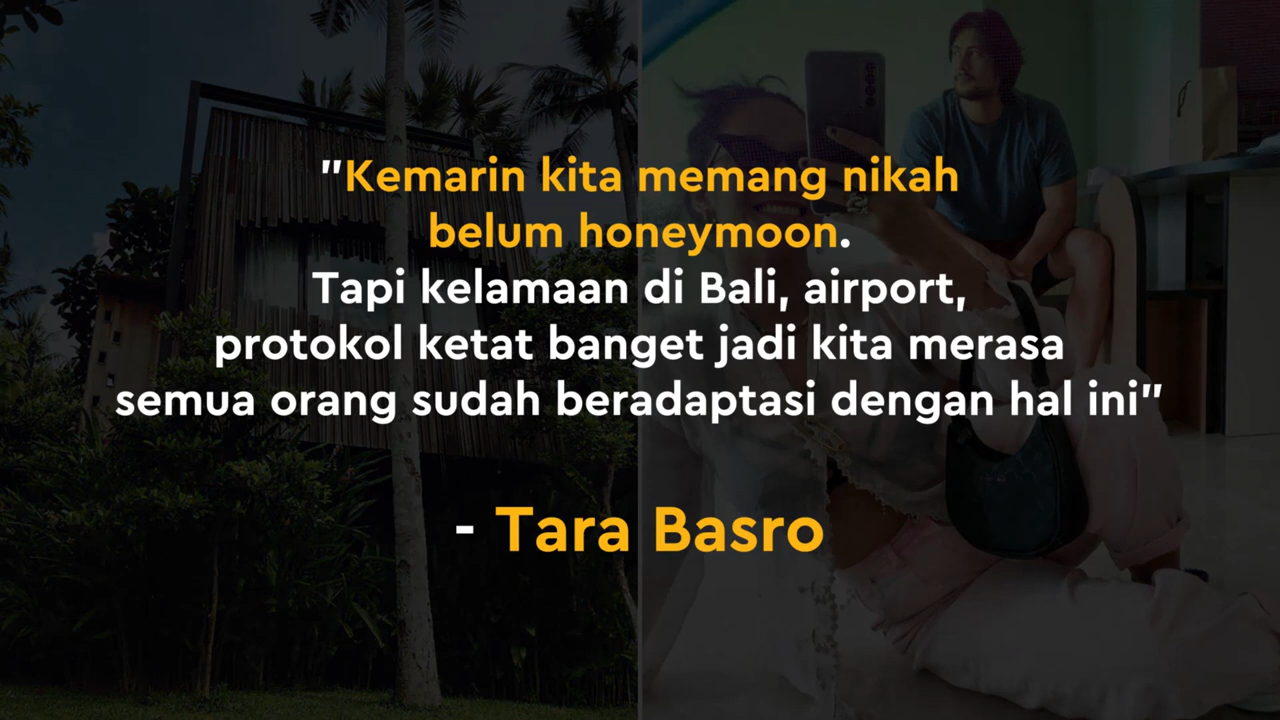 "Kemarin kita memang nikah
belum honeymoon.
Tapi kelamaan di Bali, airport,
protokol ketat banget jadi kita merasa
semua orang sudah beradaptasi dengan hal ini"
- Tara Basro